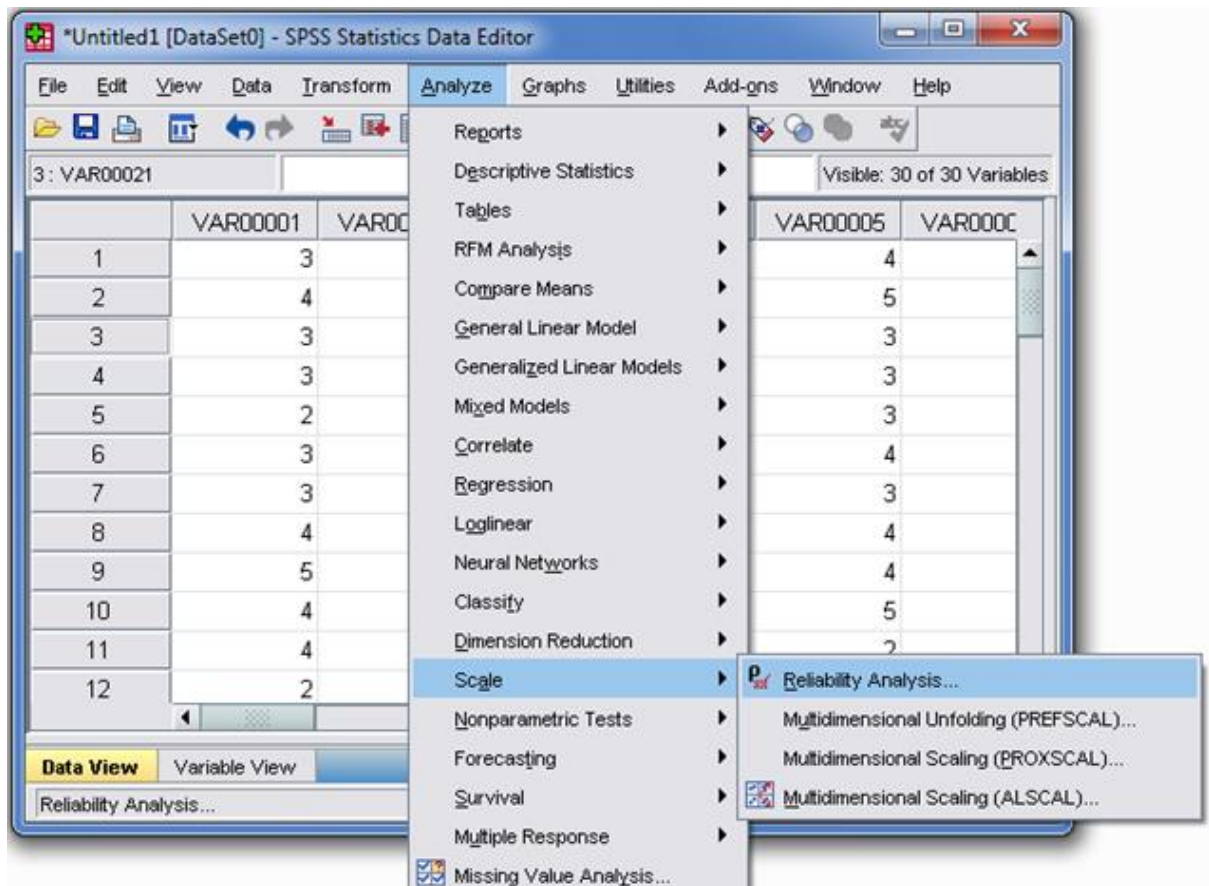 *Untitled1 [DataSet0] - SPSS Statistics Data Editor
File Edit View Data Transform Analyze Graphs Utilities Add-ons Window Help
3 : VAR00021
Visible: 30 of 30 Variables
VAR00001 VAR00005
1 3 4
2 4 5
3 3 3
4 3 3
5 2 3
6 3 4
7 3 3
8 4 4
9 5 4
10 4 5
11 4 2
12 2
Reports
Descriptive Statistics
Tables
RFM Analysis
Compare Means
General Linear Model
Generalized Linear Models
Mixed Models
Correlate
Regression
Loglinear
Neural Networks
Classify
Dimension Reduction
Scale
Nonparametric Tests
Forecasting
Survival
Multiple Response
Missing Value Analysis...
Reliability Analysis...
Multidimensional Unfolding (PREFSCAL)...
Multidimensional Scaling (PROXSCAL)...
Multidimensional Scaling (ALSCAL)...
Data View Variable View
Reliability Analysis...